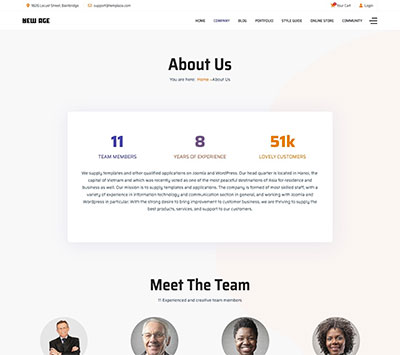 1609 Locust Street, Bainbridge support@templaza.com Your Cart Login
NEW AGE HOME COMPANY BLOG PORTFOLIO STYLE GUIDE ONLINE STORE COMMUNITY
About Us
You are here: Home About Us
11 8 51k
TEAM MEMBERS YEARS OF EXPERIENCE LOVELY CUSTOMERS
We supply templates and other qualified applications on Joomla and WordPress. Our head quarter is located in Hanoi, the
capital of Vietnam and which was recently voted as one of the most peaceful destinations of Asia for residence and
business as well. Our mission is to supply templates and applications. The company is formed of most skilled staff, with a
variety of experience in information technology and communication section in general, and working with Joomla and
Wordpress in particular. With the strong desire to bring improvement to customer business, we are thriving to supply the
best products, services, and support to our customers.
Meet The Team
11 Experienced and creative team members